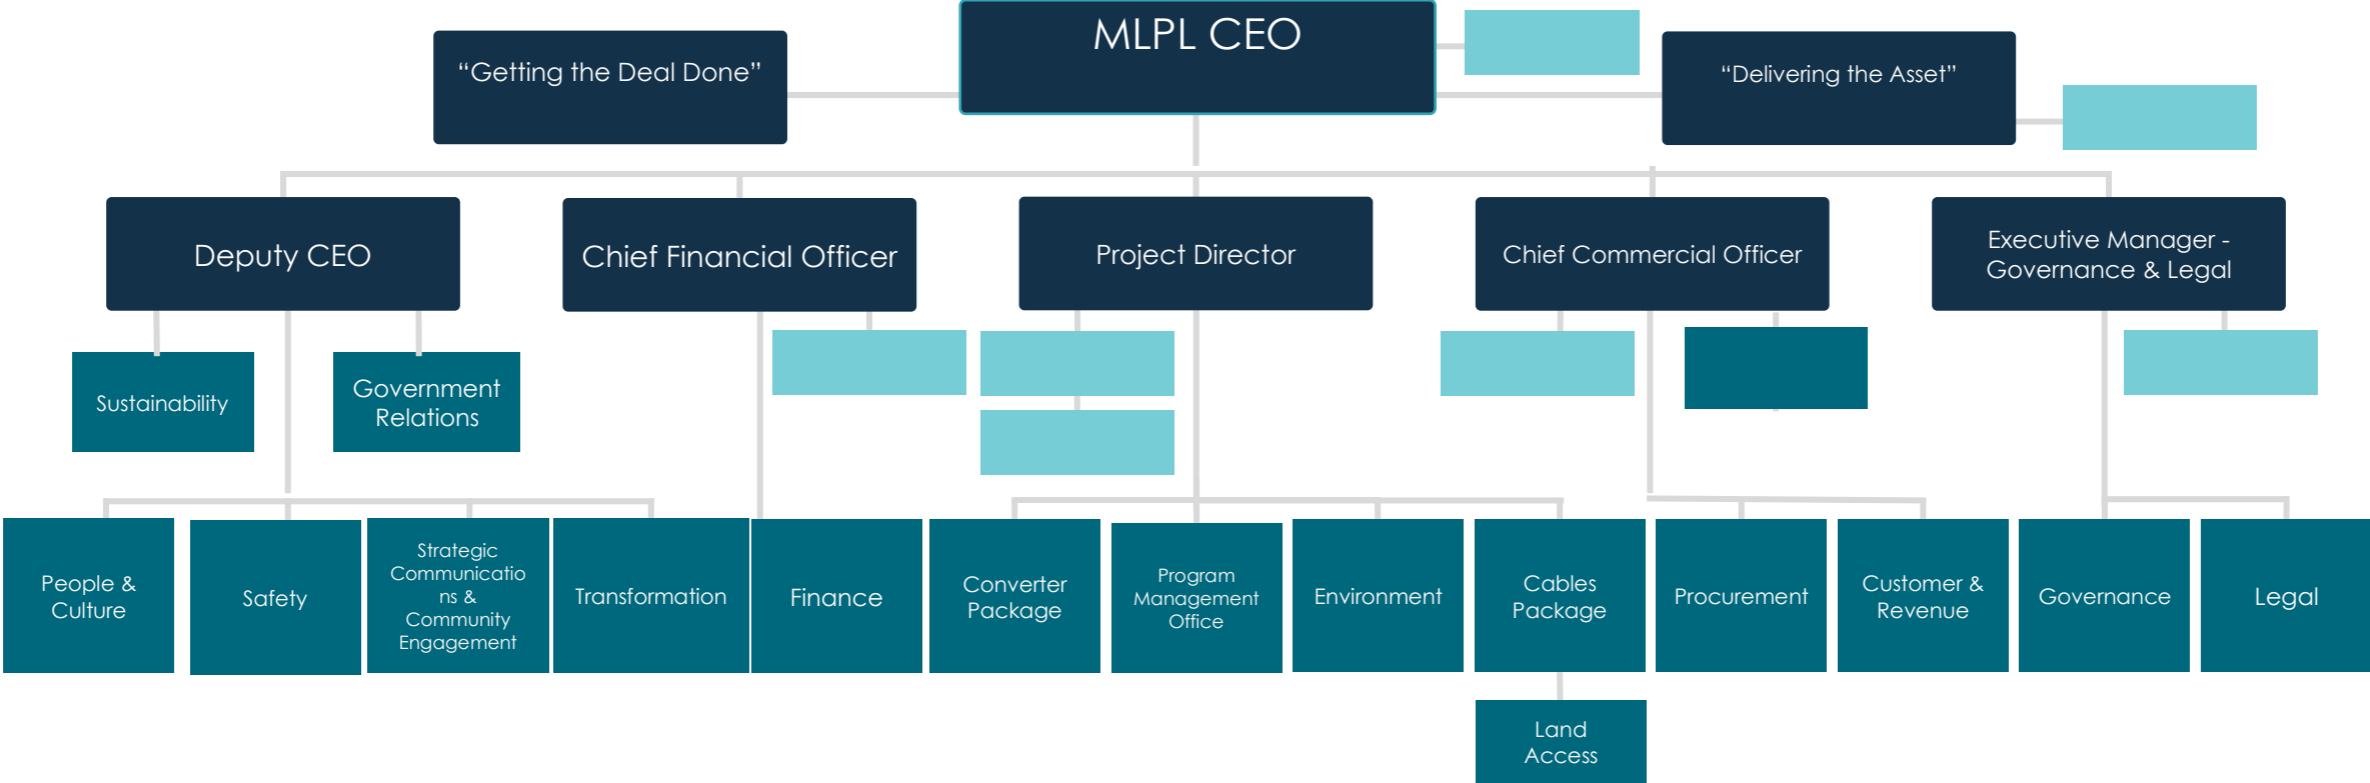 MLPL CEO
“Getting the Deal Done”
“Delivering the Asset”
Deputy CEO
Chief Financial Officer
Project Director
Chief Commercial Officer
Executive Manager -
Governance & Legal
Sustainability
Government
Relations
People &
Culture
Safety
Strategic
Communicatio
ns &
Community
Engagement
Transformation
Finance
Converter
Package
Program
Management
Office
Environment
Cables
Package
Procurement
Customer &
Revenue
Governance
Legal
Land
Access